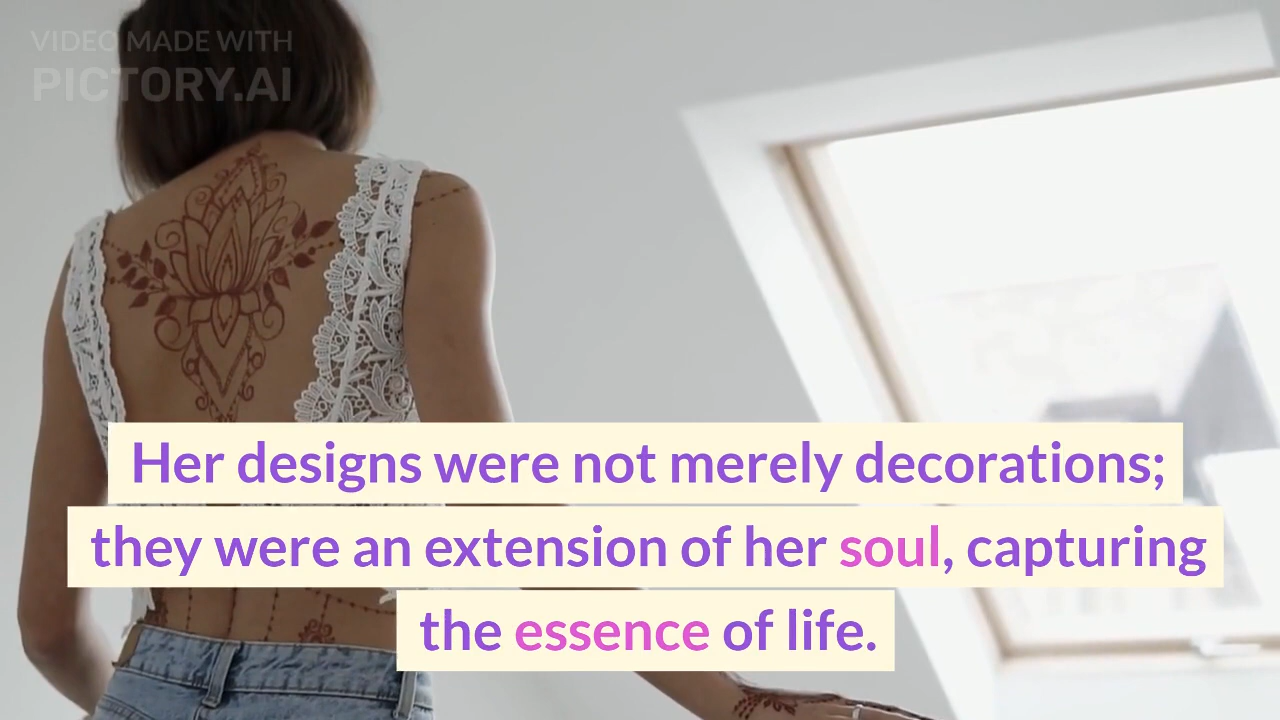 VIDEO MADE WITH
PICTORY.AI
Her designs were not merely decorations;
they were an extension of her soul, capturing
the essence of life.